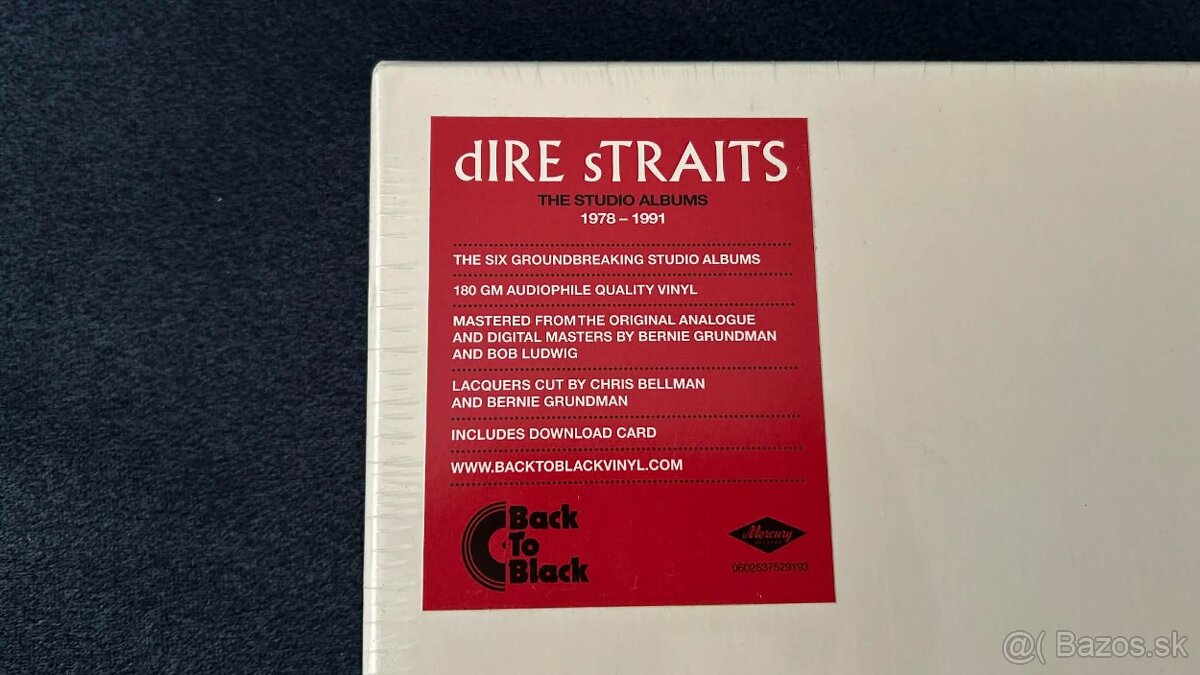 dIRE sTRAITS
THE STUDIO ALBUMS
1978 – 1991
THE SIX GROUNDBREAKING STUDIO ALBUMS
180 GM AUDIOPHILE QUALITY VINYL
MASTERED FROM THE ORIGINAL ANALOGUE
AND DIGITAL MASTERS BY BERNIE GRUNDMAN
AND BOB LUDWIG
LACQUERS CUT BY CHRIS BELLMAN
AND BERNIE GRUNDMAN
INCLUDES DOWNLOAD CARD
WWW.BACKTOBLACKVINYL.COM
Back
To
Black
Mercury
RECORDS
0602537529193
@( Bazos.sk